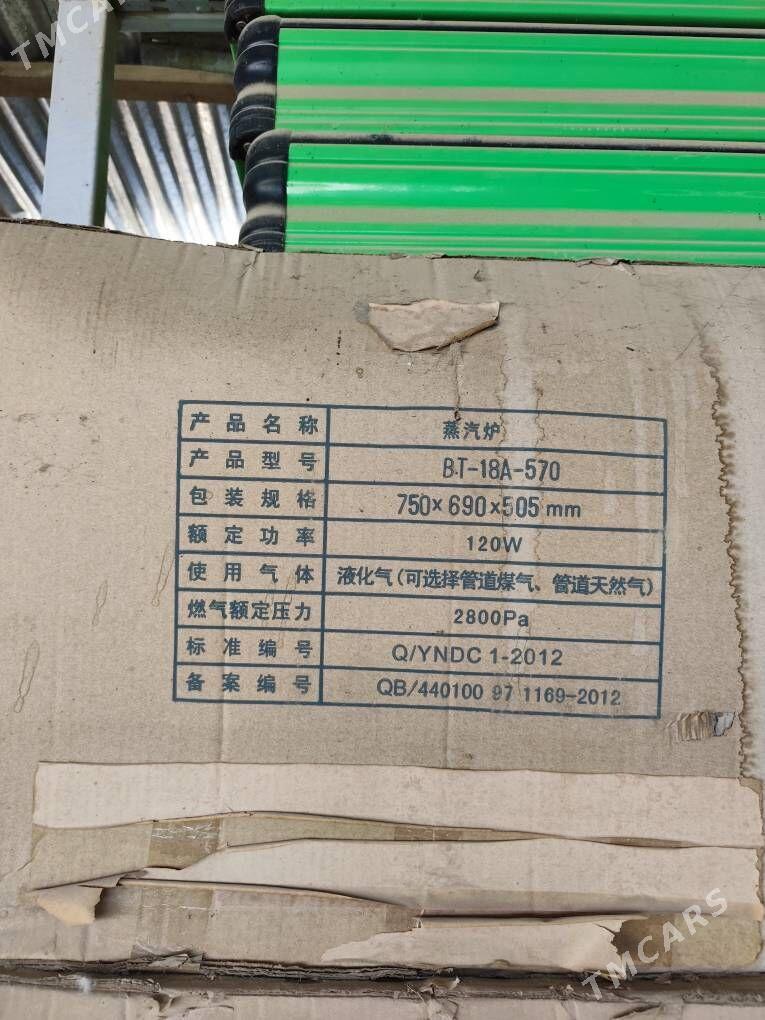 TMCARS
产品名称 蒸汽炉
产品型号 BT-18A-570
包装规格 750×690×505mm
额定功率 120W
使用气体 液化气(可选择管道煤气、管道天然气)
燃气额定压力 2800Pa
标准编号 Q/YNDC 1-2012
备案编号 QB/440100 97 1169-2012
TMCARS